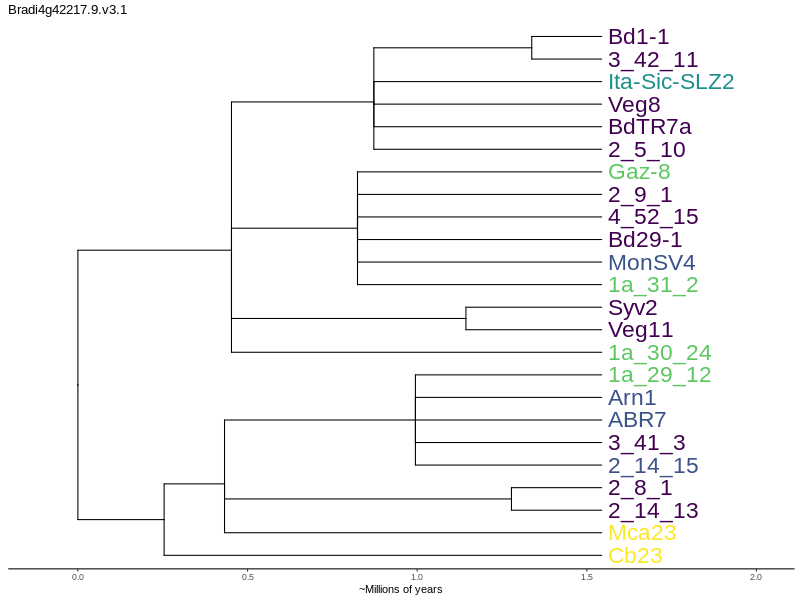 Bradi4g42217.9.v3.1
Bd1-1
3_42_11
Ita-Sic-SLZ2
Veg8
BdTR7a
2_5_10
Gaz-8
2_9_1
4_52_15
Bd29-1
MonSV4
1a_31_2
Syv2
Veg11
1a_30_24
1a_29_12
Arn1
ABR7
3_41_3
2_14_15
2_8_1
2_14_13
Mca23
Cb23
0.0 0.5 1.0 1.5 2.0
~Millions of years